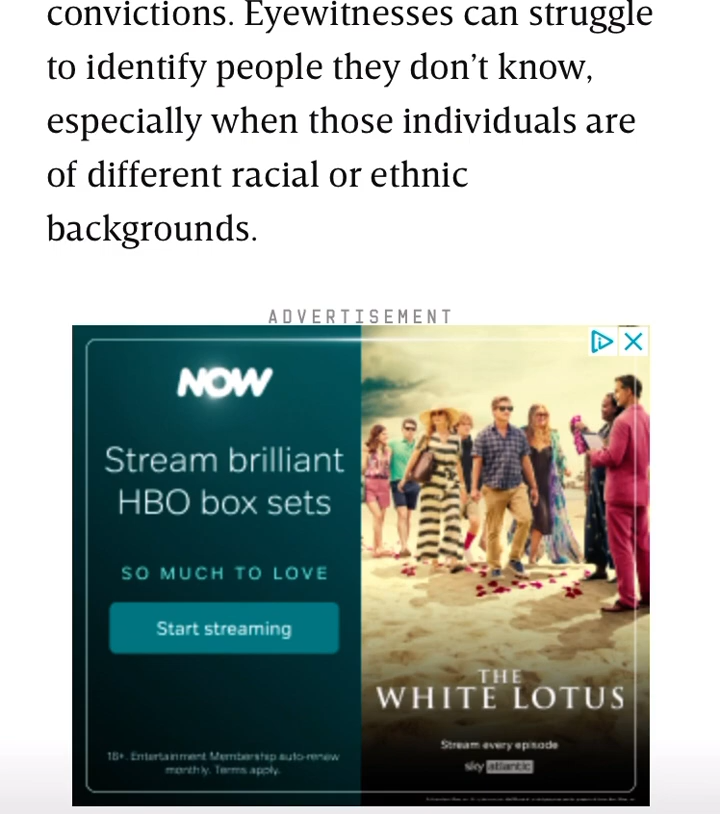 convictions. Eyewitnesses can struggle
to identify people they don’t know,
especially when those individuals are
of different racial or ethnic
backgrounds.
ADVERTISEMENT
NOW
Stream brilliant
HBO box sets
SO MUCH TO LOVE
Start streaming
18+. Entertainment Membership auto-renew
monthly. Terms apply.
THE
WHITE LOTUS
Stream every episode
sky atlantic